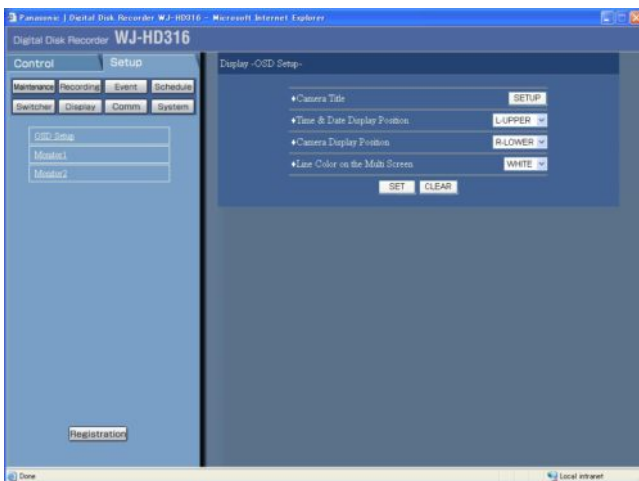 Panasonic | Digital Disk Recorder WJ-HD316 - Microsoft Internet Explorer
Digital Disk Recorder WJ-HD316
Control
Setup
Maintenance Recording Event Schedule
Switcher Display Comm System
OSD Setup
Monitor1
Monitor2
Registration
Display -OSD Setup-
♦Camera Title SETUP
♦Time & Date Display Position L-UPPER
♦Camera Display Position R-LOWER
♦Line Color on the Multi Screen WHITE
SET CLEAR
Done
Local intranet